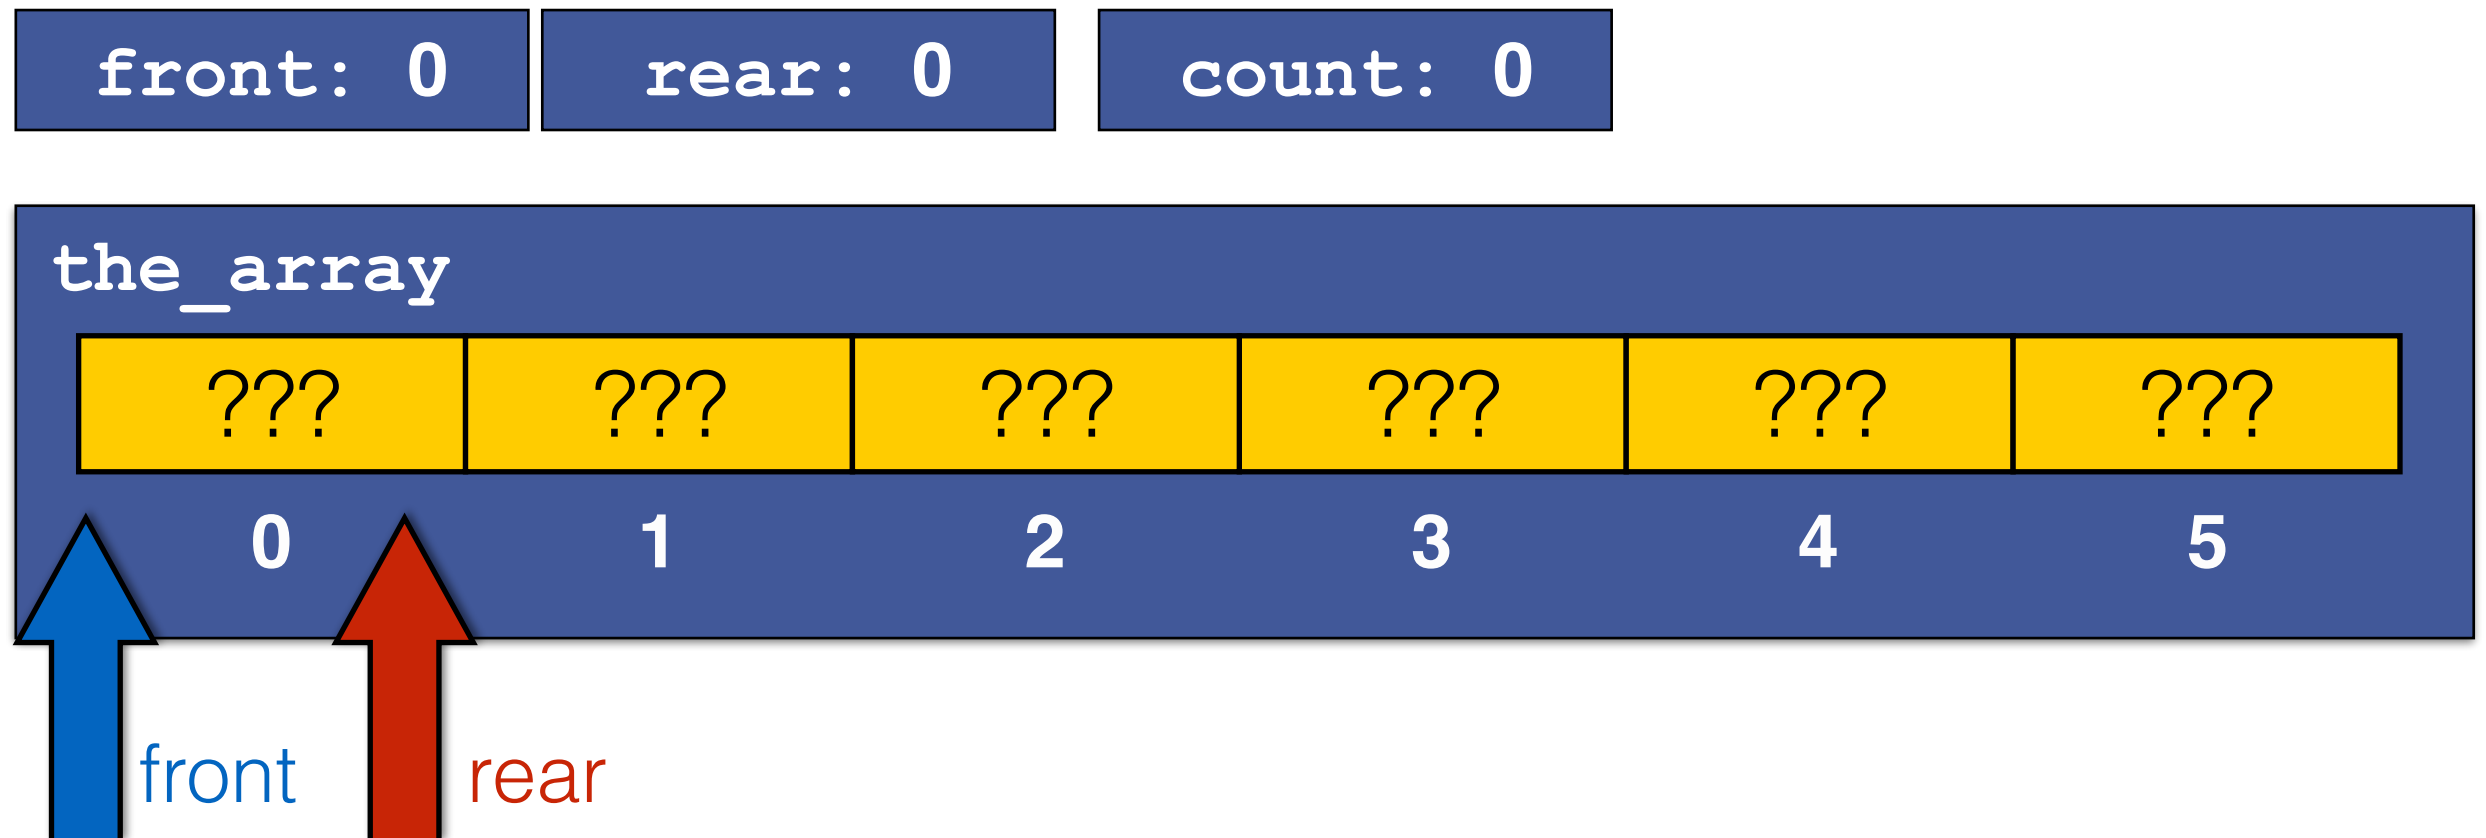 front: 0 rear: 0 count: 0
the_array
??? ??? ??? ??? ??? ???
0 1 2 3 4 5
front rear